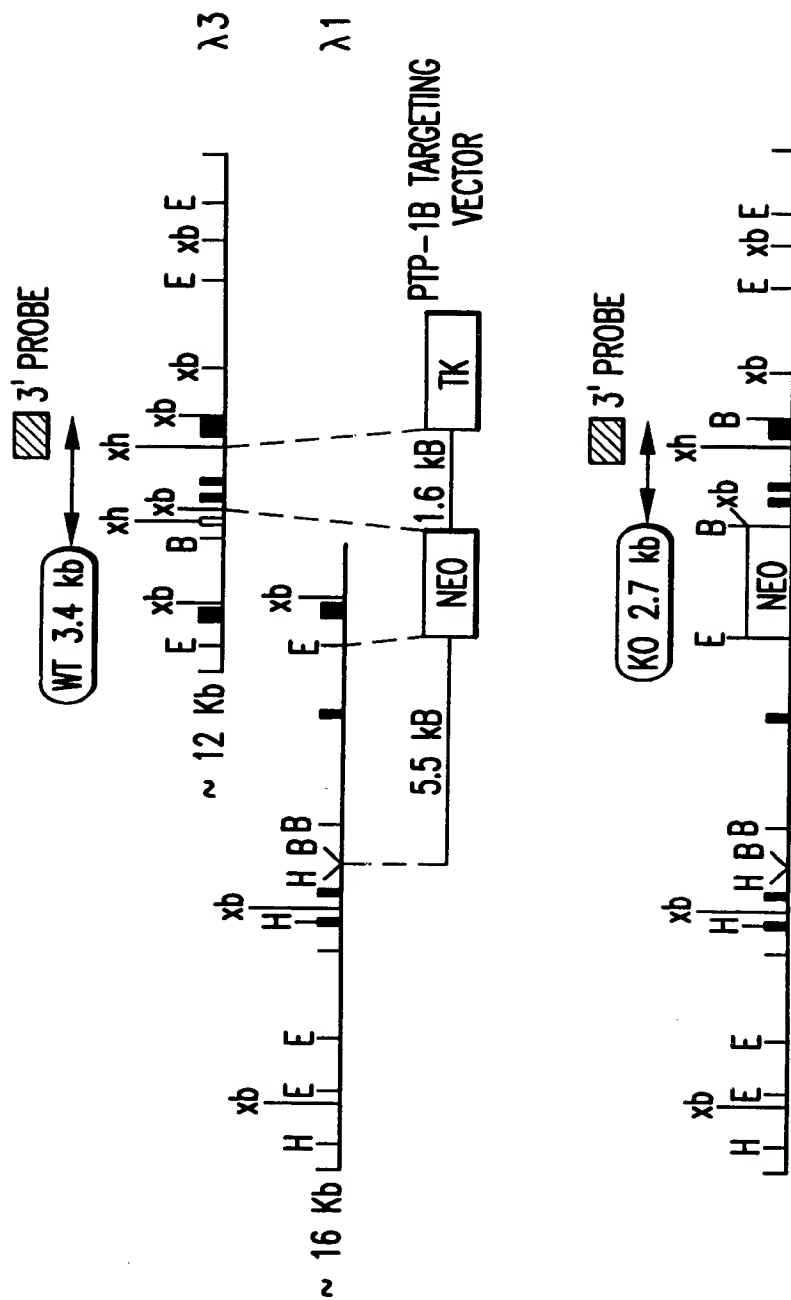 3' PROBE
WT 3.4 kb
xh xh
~ 12 Kb E xb B xb xb xb E xb E λ3
xb xb
~ 16 Kb H E E H H B B E xb λ1
PTP-1B TARGETING
VECTOR
5.5 kB NEO 1.6 kB TK
3' PROBE
KO 2.7 kb
xh
xb xb
H E E H H B B E B xb B xb E xb E
NEO